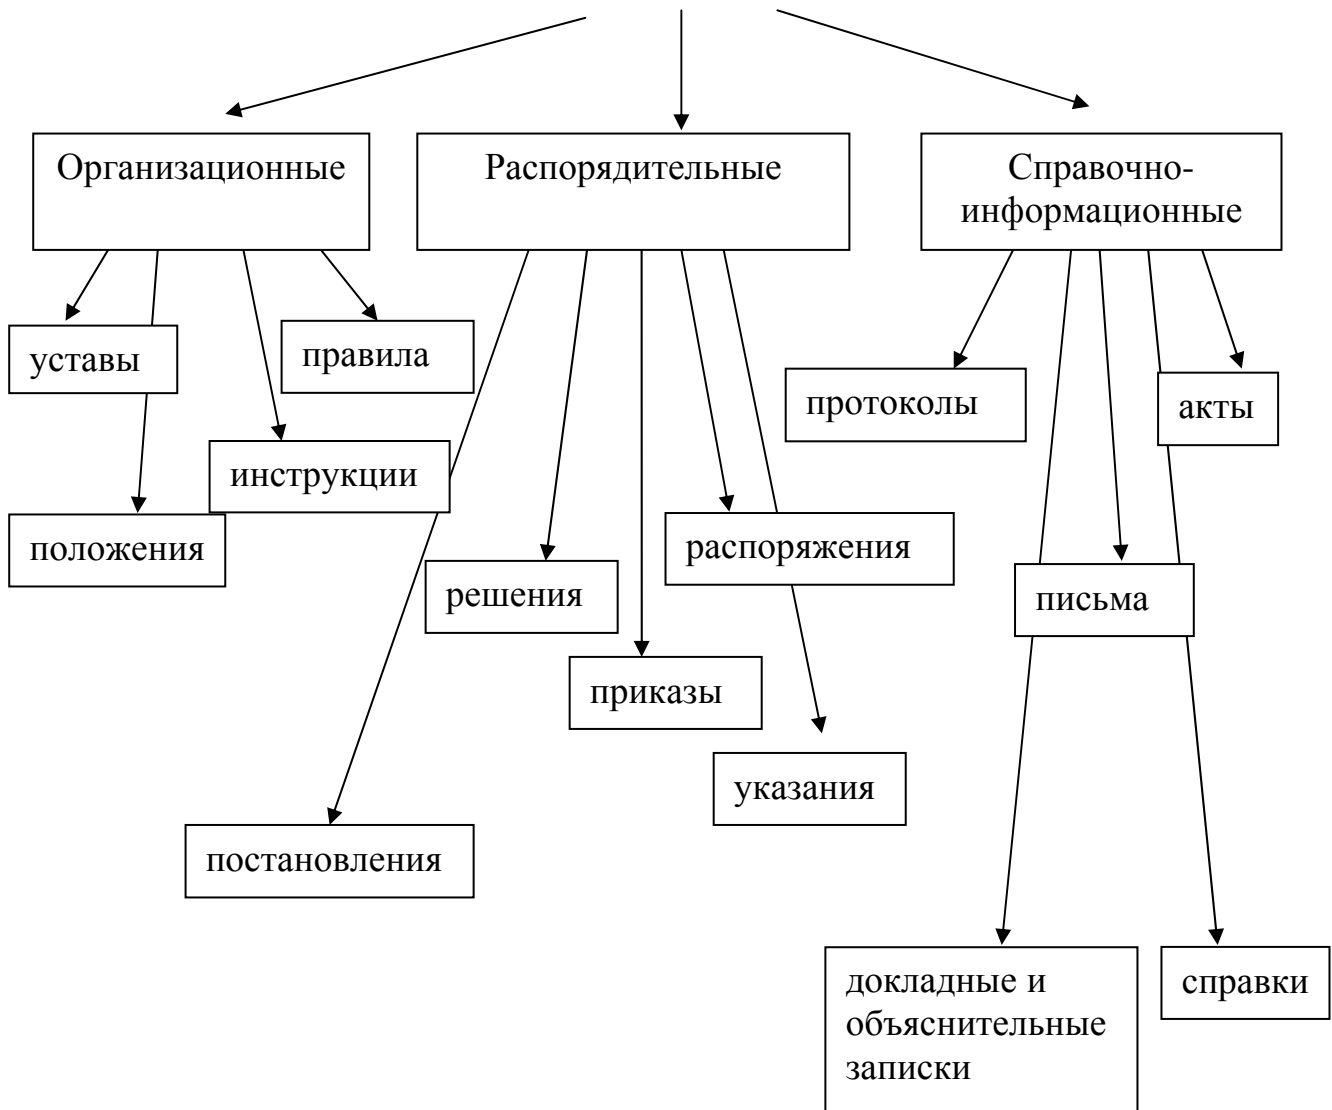 Организационные
Распорядительные
Справочно-
информационные
уставы
правила
протоколы
акты
инструкции
положения
распоряжения
решения
письма
приказы
указания
постановления
докладные и
объяснительные
записки
справки